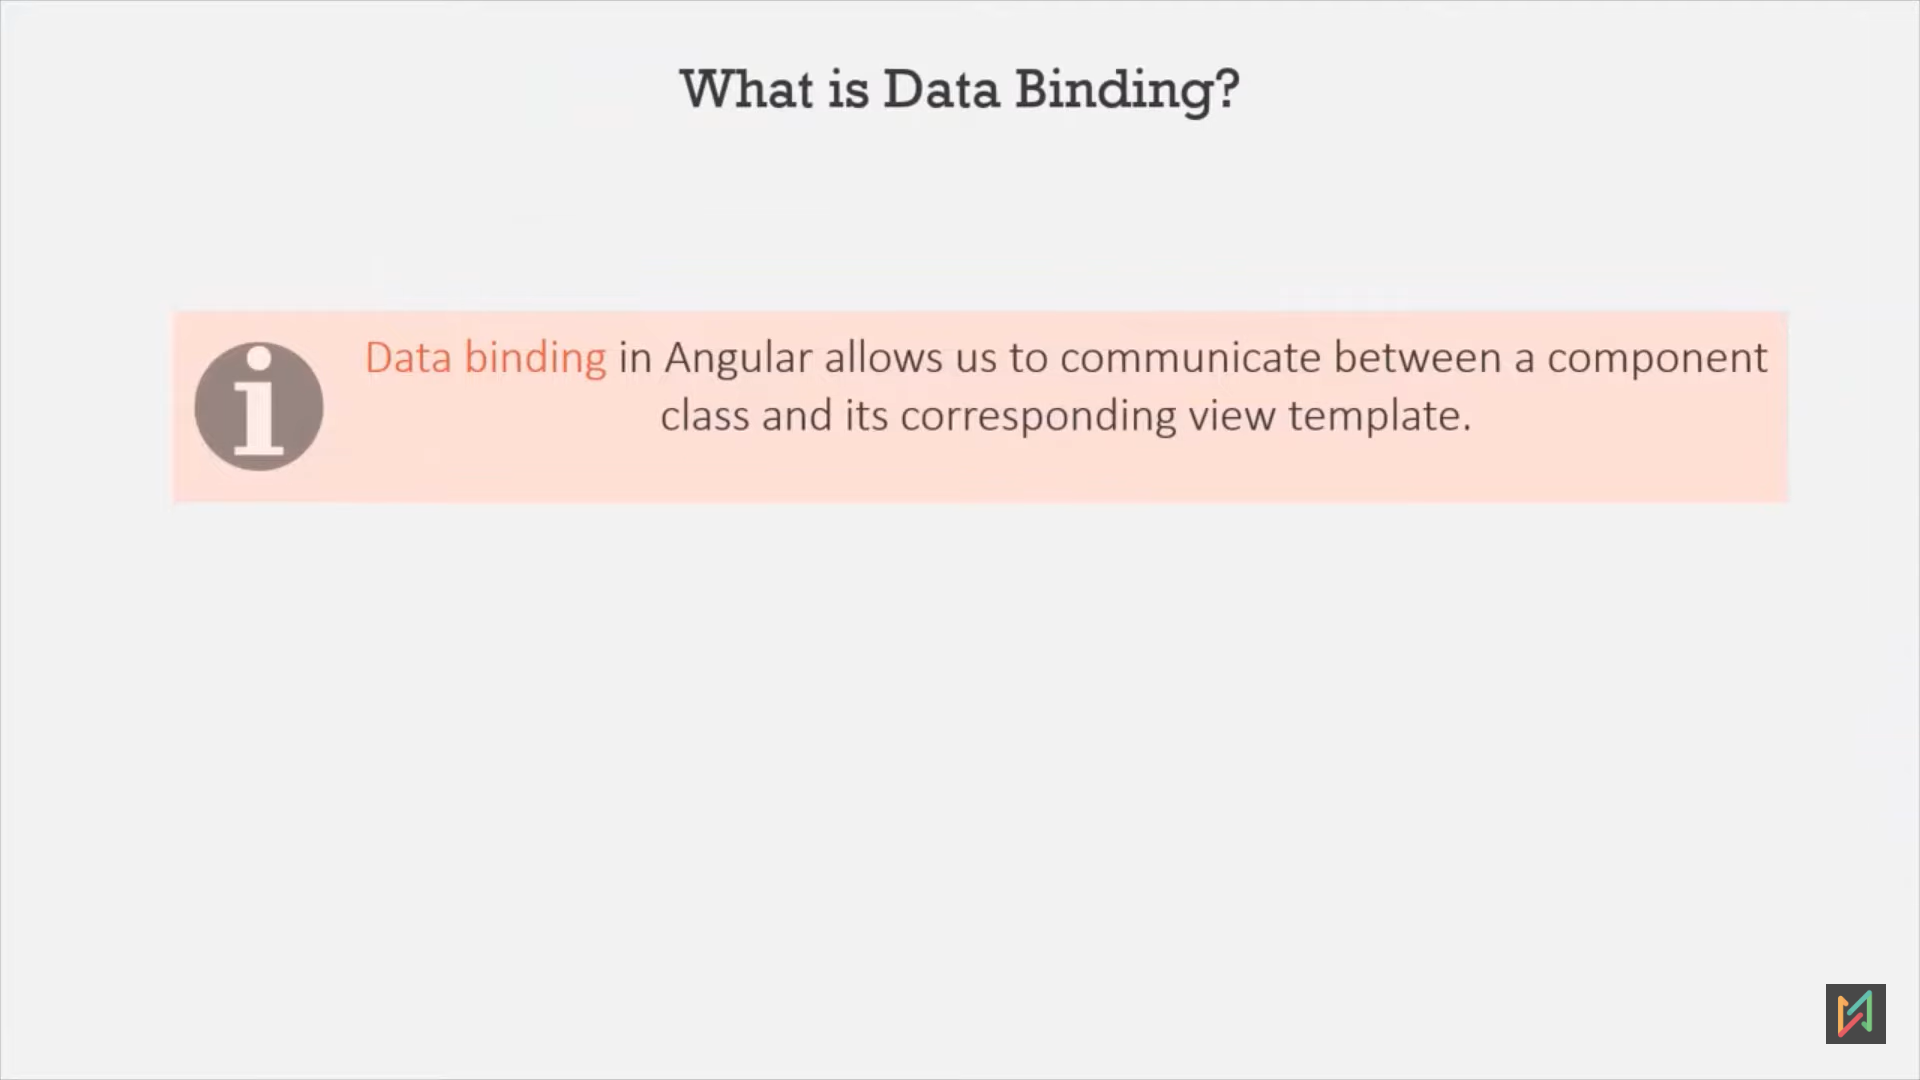 What is Data Binding?
Data binding in Angular allows us to communicate between a component
class and its corresponding view template.